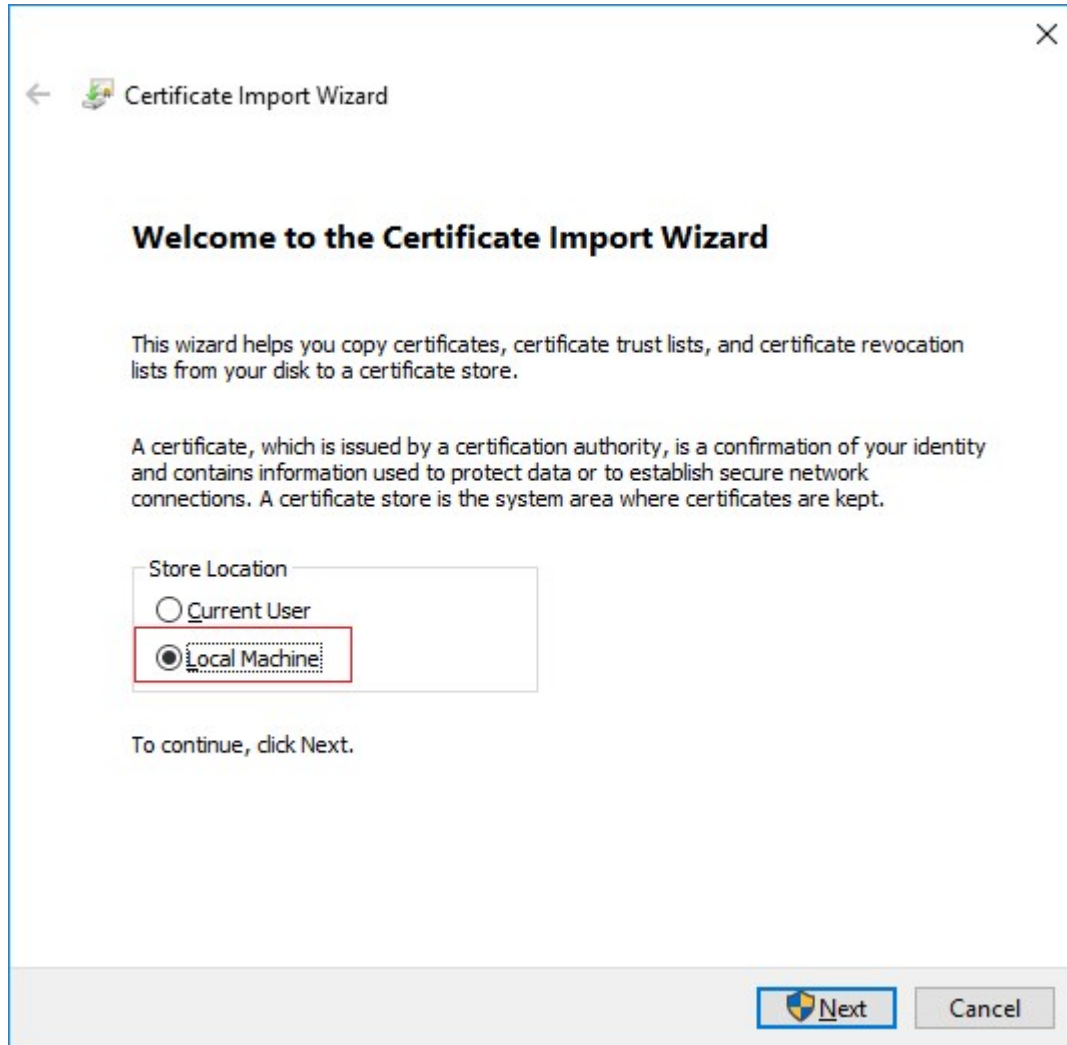 Certificate Import Wizard
Welcome to the Certificate Import Wizard
This wizard helps you copy certificates, certificate trust lists, and certificate revocation
lists from your disk to a certificate store.
A certificate, which is issued by a certification authority, is a confirmation of your identity
and contains information used to protect data or to establish secure network
connections. A certificate store is the system area where certificates are kept.
Store Location
Current User
Local Machine
To continue, click Next.
Next Cancel